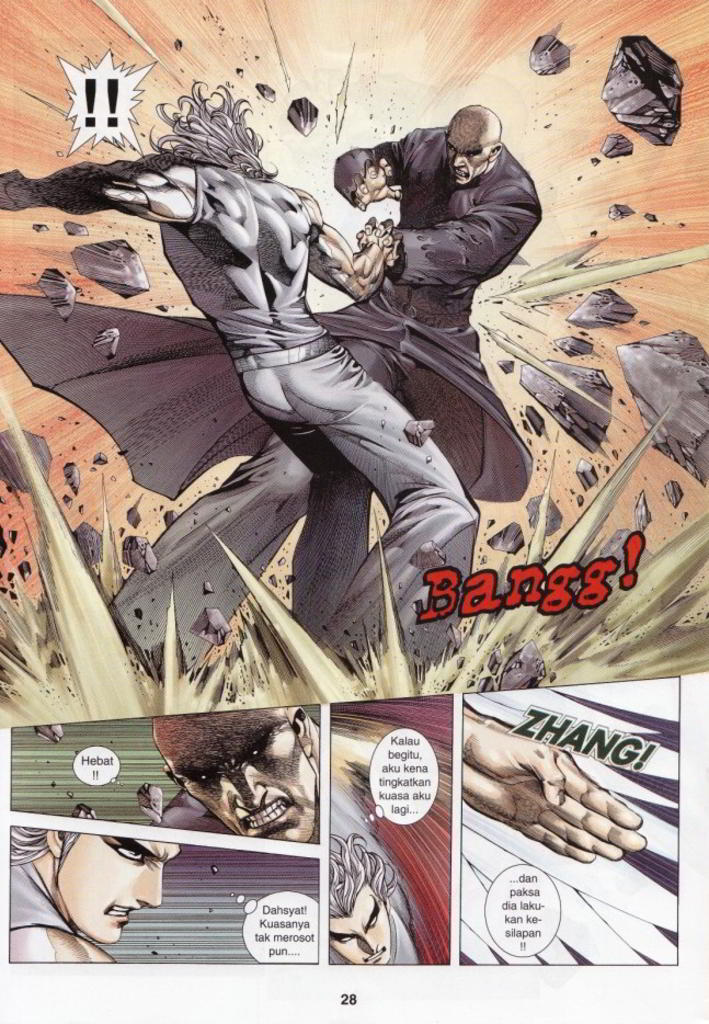 !!
Bangg!
Hebat
!!
Dahsyat!
Kuasanya
tak merosot
pun....
Kalau
begitu,
aku kena
tingkatkan
kuasa aku
lagi...
ZHANG!
...dan
paksa
dia laku-
kan ke-
silapan
!!
28